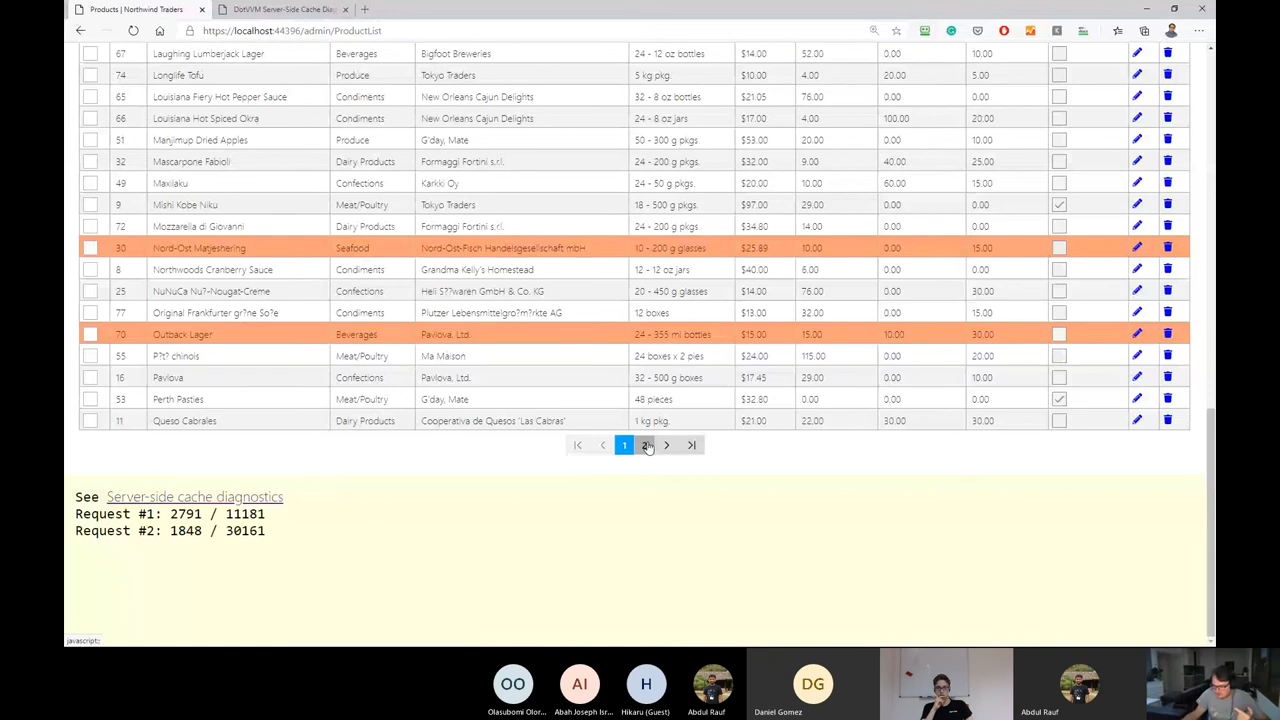 Products | Northwind Traders
DotVVM Server-Side Cache Diag
https://localhost:44396/admin/ProductList
67 Laughing Lumberjack Lager Beverages Bigfoot Breweries 24 - 12 oz bottles $14.00 52.00 0.00 10.00
74 Longlife Tofu Produce Tokyo Traders 5 kg pkg. $10.00 4.00 20.00 5.00
65 Louisiana Fiery Hot Pepper Sauce Condiments New Orleans Cajun Delights 32 - 8 oz bottles $21.05 76.00 0.00 0.00
66 Louisiana Hot Spiced Okra Condiments New Orleans Cajun Delights 24 - 8 oz jars $17.00 4.00 100.00 20.00
51 Manjimup Dried Apples Produce G'day, Mate 50 - 300 g pkgs. $53.00 20.00 0.00 10.00
32 Mascarpone Fabioli Dairy Products Formaggi Fortini s.r.l. 24 - 200 g pkgs. $32.00 9.00 40.00 25.00
49 Maxilaku Confections Karkki Oy 24 - 50 g pkgs. $20.00 10.00 60.00 15.00
9 Mishi Kobe Niku Meat/Poultry Tokyo Traders 18 - 500 g pkgs. $97.00 29.00 0.00 0.00
72 Mozzarella di Giovanni Dairy Products Formaggi Fortini s.r.l. 24 - 200 g pkgs. $34.80 14.00 0.00 0.00
30 Nord-Ost Matjeshering Seafood Nord-Ost-Fisch Handelsgesellschaft mbH 10 - 200 g glasses $25.89 10.00 0.00 15.00
8 Northwoods Cranberry Sauce Condiments Grandma Kelly's Homestead 12 - 12 oz jars $40.00 6.00 0.00 0.00
25 NuNuCa Nu?-Nougat-Creme Confections Heli S??waren GmbH & Co. KG 20 - 450 g glasses $14.00 76.00 0.00 30.00
77 Original Frankfurter gr?ne So?e Condiments Plutzer Lebensmittelgro?m?rkte AG 12 boxes $13.00 32.00 0.00 15.00
70 Outback Lager Beverages Pavlova, Ltd. 24 - 355 ml bottles $15.00 15.00 10.00 30.00
55 P?t? chinois Meat/Poultry Ma Maison 24 boxes x 2 pies $24.00 115.00 0.00 20.00
16 Pavlova Confections Pavlova, Ltd. 32 - 500 g boxes $17.45 29.00 0.00 10.00
53 Perth Pasties Meat/Poultry G'day, Mate 48 pieces $32.80 0.00 0.00 0.00
11 Queso Cabrales Dairy Products Cooperativa de Quesos 'Las Cabras' 1 kg pkg. $21.00 22.00 30.00 30.00
1 2
See Server-side cache diagnostics
Request #1: 2791 / 11181
Request #2: 1848 / 30161
javascript:;
OO AI H DG
Olasubomi Olor... Abah Joseph Isr... Hikaru (Guest) Abdul Rauf Daniel Gomez Abdul Rauf